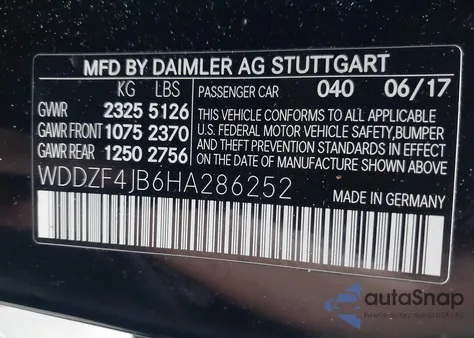 MFD BY DAIMLER AG STUTTGART
KG LBS
PASSENGER CAR 040 06/17
GVWR 2325 5126
GAWR FRONT 1075 2370
GAWR REAR 1250 2756
THIS VEHICLE CONFORMS TO ALL APPLICABLE
U.S. FEDERAL MOTOR VEHICLE SAFETY, BUMPER
AND THEFT PREVENTION STANDARDS IN EFFECT
ON THE DATE OF MANUFACTURE SHOWN ABOVE.
WDDZF4JB6HA286252
MADE IN GERMANY
autoSnap